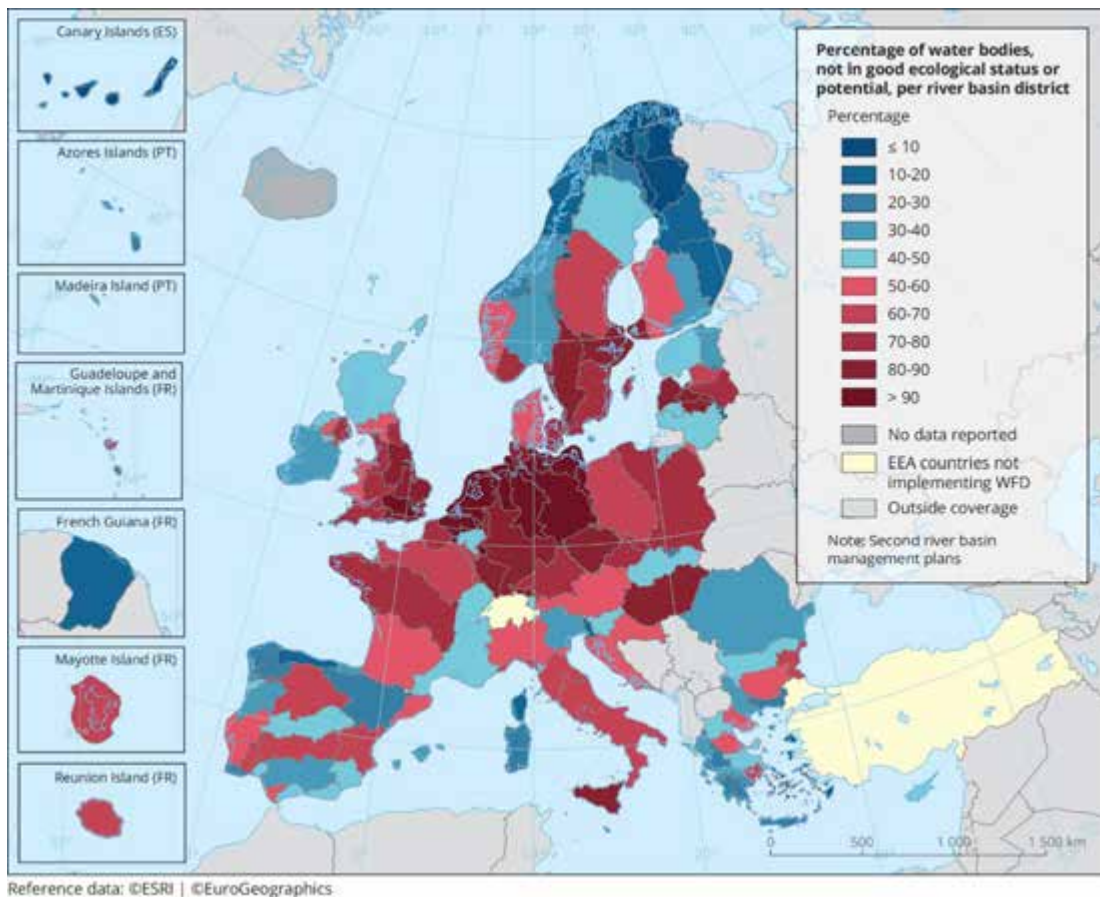 Canary Islands (ES)
Azores Islands (PT)
Madeira Island (PT)
Guadeloupe and
Martinique Islands (FR)
French Guiana (FR)
Mayotte Island (FR)
Reunion Island (FR)
Percentage of water bodies,
not in good ecological status or
potential, per river basin district
Percentage
≤ 10
10-20
20-30
30-40
40-50
50-60
60-70
70-80
80-90
> 90
No data reported
EEA countries not
implementing WFD
Outside coverage
Note: Second river basin
management plans
0 500 1 000 1 500 km
Reference data: ©ESRI | ©EuroGeographics